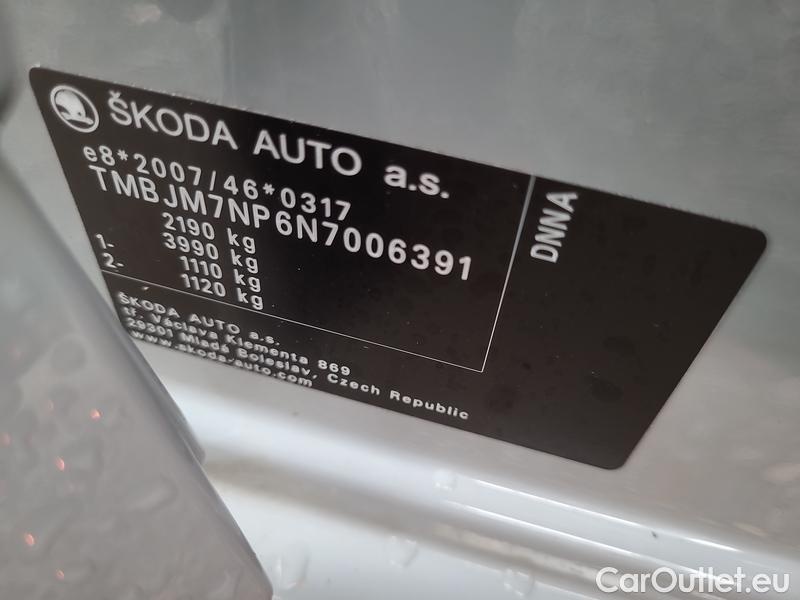 ŠKODA AUTO a.s.
e8*2007/46*0317
TMBJM7NP6N7006391
2190 kg
3990 kg
1- 1110 kg
2- 1120 kg
DNNA
ŠKODA AUTO a.s.
tř. Václava Klementa 869
29301 Mladá Boleslav, Czech Republic
www.skoda-auto.com
CarOutlet.eu